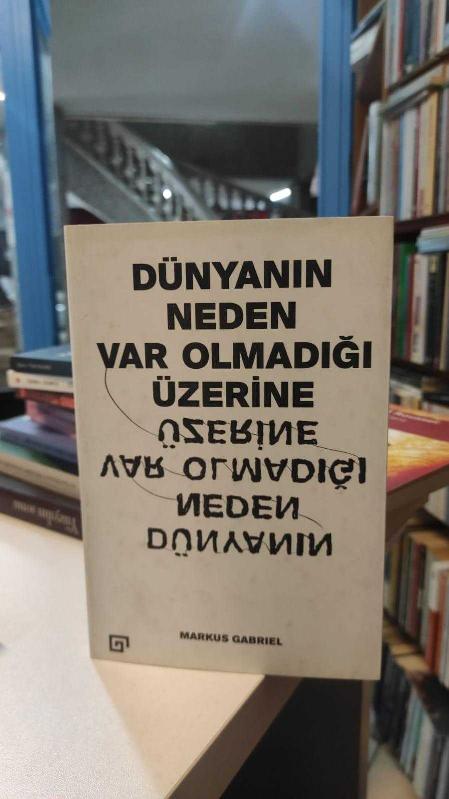 DÜNYANIN
NEDEN
VAR OLMADIĞI
ÜZERİNE
ÜZERİNE
VAR OLMADIĞI
NEDEN
DÜNYANIN
MARKUS GABRIEL